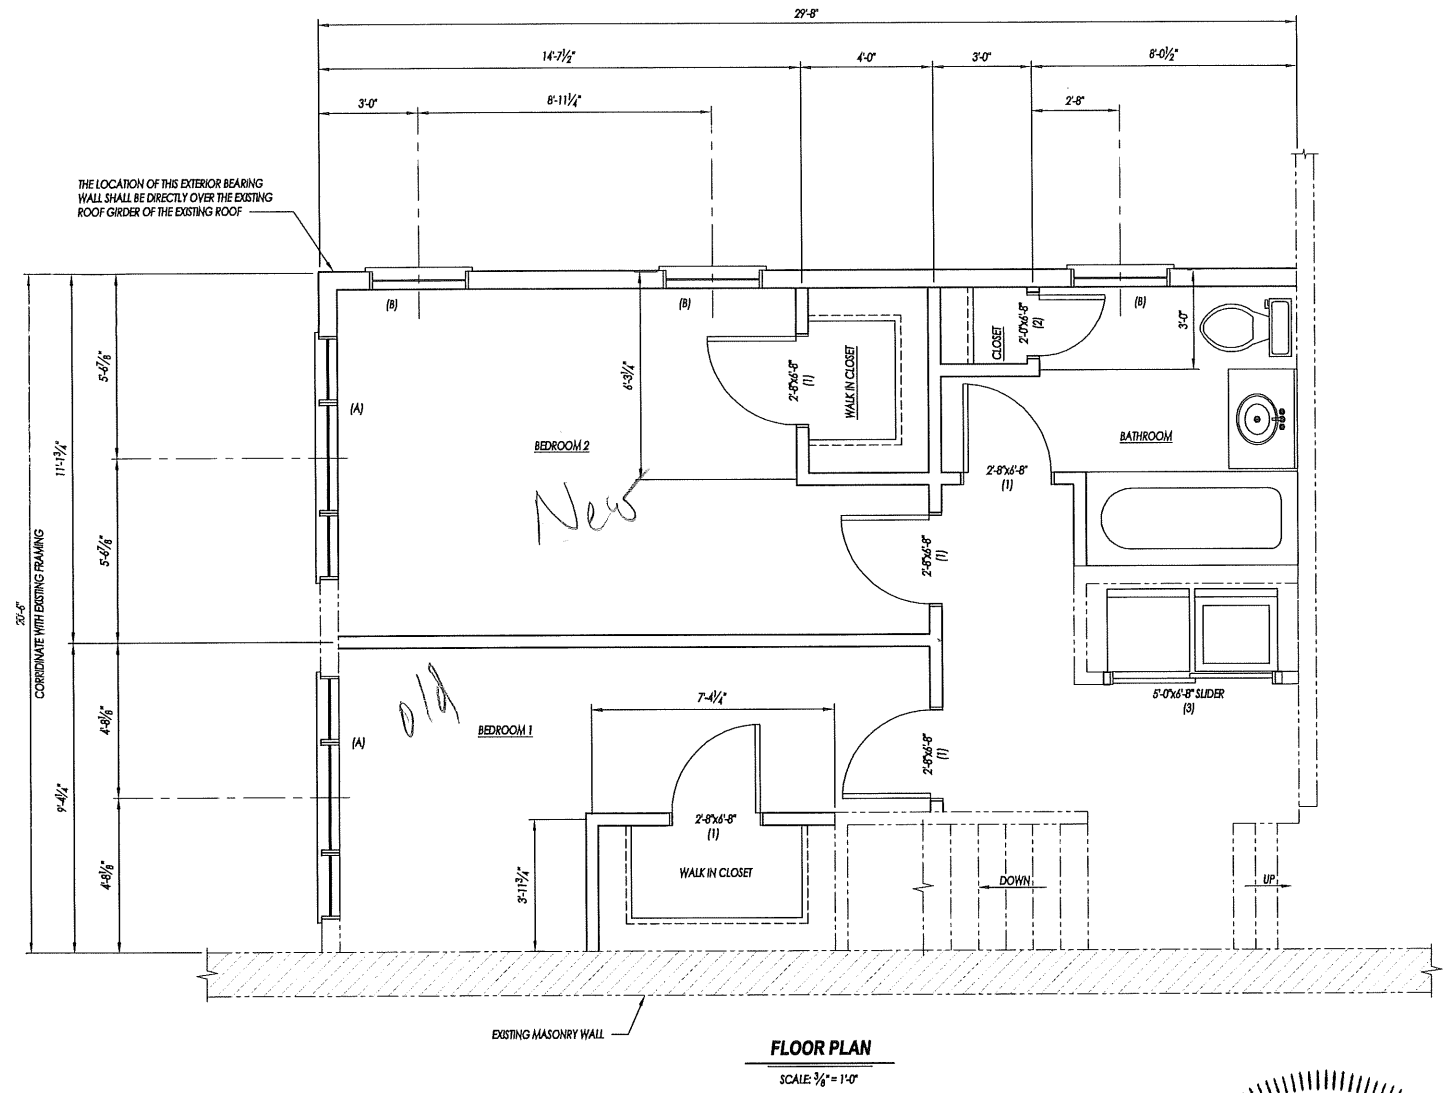 29'-8"
14'-7½" 4'-0" 3'-0" 8'-0½"
3'-0" 8'-11¼" 2'-8"
THE LOCATION OF THIS EXTERIOR BEARING
WALL SHALL BE DIRECTLY OVER THE EXISTING
ROOF GIRDER OF THE EXISTING ROOF
(B) (B) (B)
5'-6⅞"
11'-1¾"
5'-6⅞"
20'-6"
CORRIDINATE WITH EXISTING FRAMING
4'-8⅛"
9'-4¼"
4'-8⅛"
(A)
6'-3¼"
2'-8"x6'-8"
(1)
WALK IN CLOSET
CLOSET
2'-0"x6'-8"
(2)
3'-0"
BEDROOM 2
BATHROOM
New
2'-8"x6'-8"
(1)
2'-8"x6'-8"
(1)
old
5'-0"x6'-8" SLIDER
(3)
7'-4¼"
BEDROOM 1
(A)
2'-8"x6'-8"
(1)
2'-8"x6'-8"
(1)
3'-11¾"
WALK IN CLOSET
DOWN
UP
EXISTING MASONRY WALL
FLOOR PLAN
SCALE: ⅜" = 1'-0"